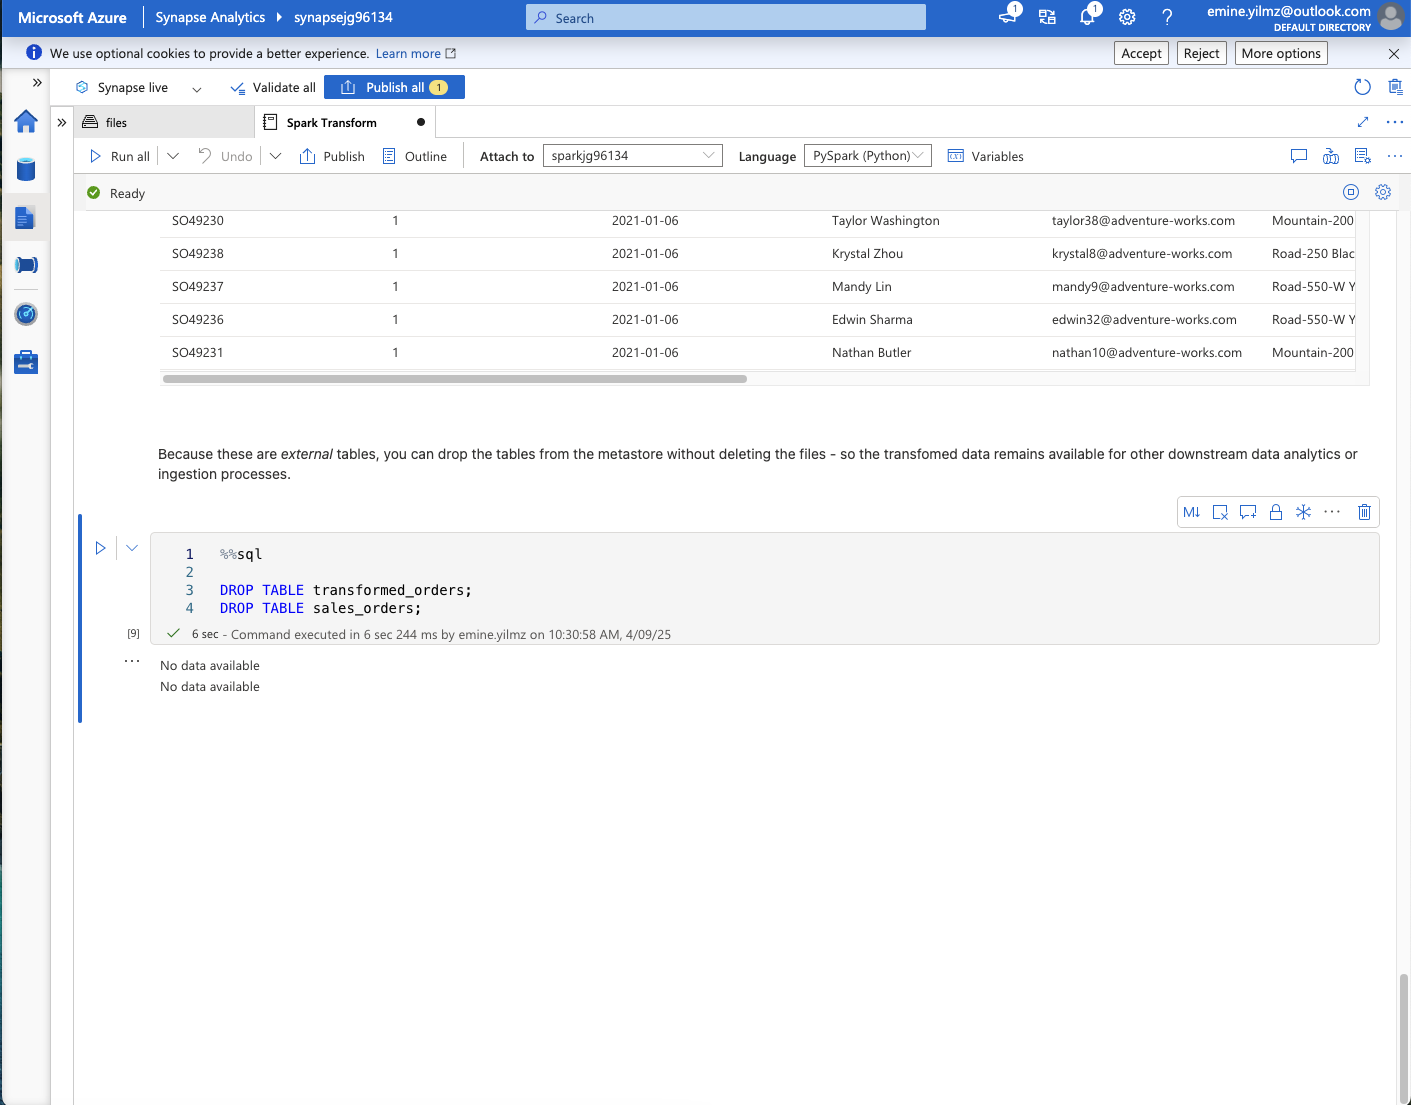 Microsoft Azure Synapse Analytics synapsejg96134 Search 1 1 emine.yilmz@outlook.com
DEFAULT DIRECTORY
We use optional cookies to provide a better experience. Learn more Accept Reject More options
Synapse live Validate all Publish all 1
files Spark Transform
Run all Undo Publish Outline Attach to sparkjg96134 Language PySpark (Python) Variables
Ready
SO49230 1 2021-01-06 Taylor Washington taylor38@adventure-works.com Mountain-200
SO49238 1 2021-01-06 Krystal Zhou krystal8@adventure-works.com Road-250 Blac
SO49237 1 2021-01-06 Mandy Lin mandy9@adventure-works.com Road-550-W Y
SO49236 1 2021-01-06 Edwin Sharma edwin32@adventure-works.com Road-550-W Y
SO49231 1 2021-01-06 Nathan Butler nathan10@adventure-works.com Mountain-200
Because these are external tables, you can drop the tables from the metastore without deleting the files - so the transfomed data remains available for other downstream data analytics or
ingestion processes.
M↓
1 %%sql
2
3 DROP TABLE transformed_orders;
4 DROP TABLE sales_orders;
[9] 6 sec - Command executed in 6 sec 244 ms by emine.yilmz on 10:30:58 AM, 4/09/25
No data available
No data available